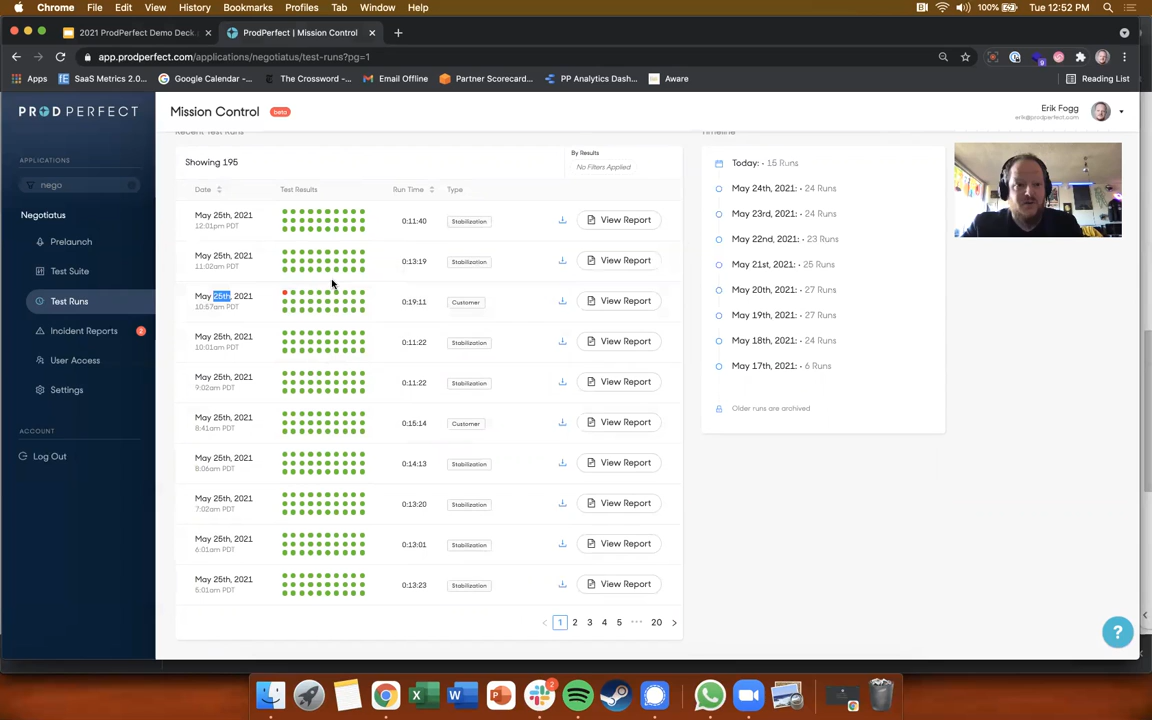 Chrome File Edit View History Bookmarks Profiles Tab Window Help 100% Tue 12:52 PM
2021 ProdPerfect Demo Deck ProdPerfect | Mission Control
app.prodperfect.com/applications/negotiatus/test-runs?pg=1
Apps SaaS Metrics 2.0... Google Calendar -... The Crossword -... Email Offline Partner Scorecard... PP Analytics Dash... Aware Reading List
PRODPERFECT
Mission Control beta
Erik Fogg
erik@prodperfect.com
APPLICATIONS
nego
Negotiatus
Prelaunch
Test Suite
Test Runs
Incident Reports 2
User Access
Settings
ACCOUNT
Log Out
Recent Test Runs
Showing 195
By Results
No Filters Applied
Date Test Results Run Time Type
May 25th, 2021
12:01pm PDT
0:11:40 Stabilization View Report
May 25th, 2021
11:02am PDT
0:13:19 Stabilization View Report
May 25th, 2021
10:57am PDT
0:19:11 Customer View Report
May 25th, 2021
10:01am PDT
0:11:22 Stabilization View Report
May 25th, 2021
9:02am PDT
0:11:22 Stabilization View Report
May 25th, 2021
8:41am PDT
0:15:14 Customer View Report
May 25th, 2021
8:06am PDT
0:14:13 Stabilization View Report
May 25th, 2021
7:02am PDT
0:13:20 Stabilization View Report
May 25th, 2021
6:01am PDT
0:13:01 Stabilization View Report
May 25th, 2021
5:01am PDT
0:13:23 Stabilization View Report
1 2 3 4 5 ••• 20
Timeline
Today: • 15 Runs
May 24th, 2021: • 24 Runs
May 23rd, 2021: • 24 Runs
May 22nd, 2021: • 23 Runs
May 21st, 2021: • 25 Runs
May 20th, 2021: • 27 Runs
May 19th, 2021: • 27 Runs
May 18th, 2021: • 24 Runs
May 17th, 2021: • 6 Runs
Older runs are archived
?
2